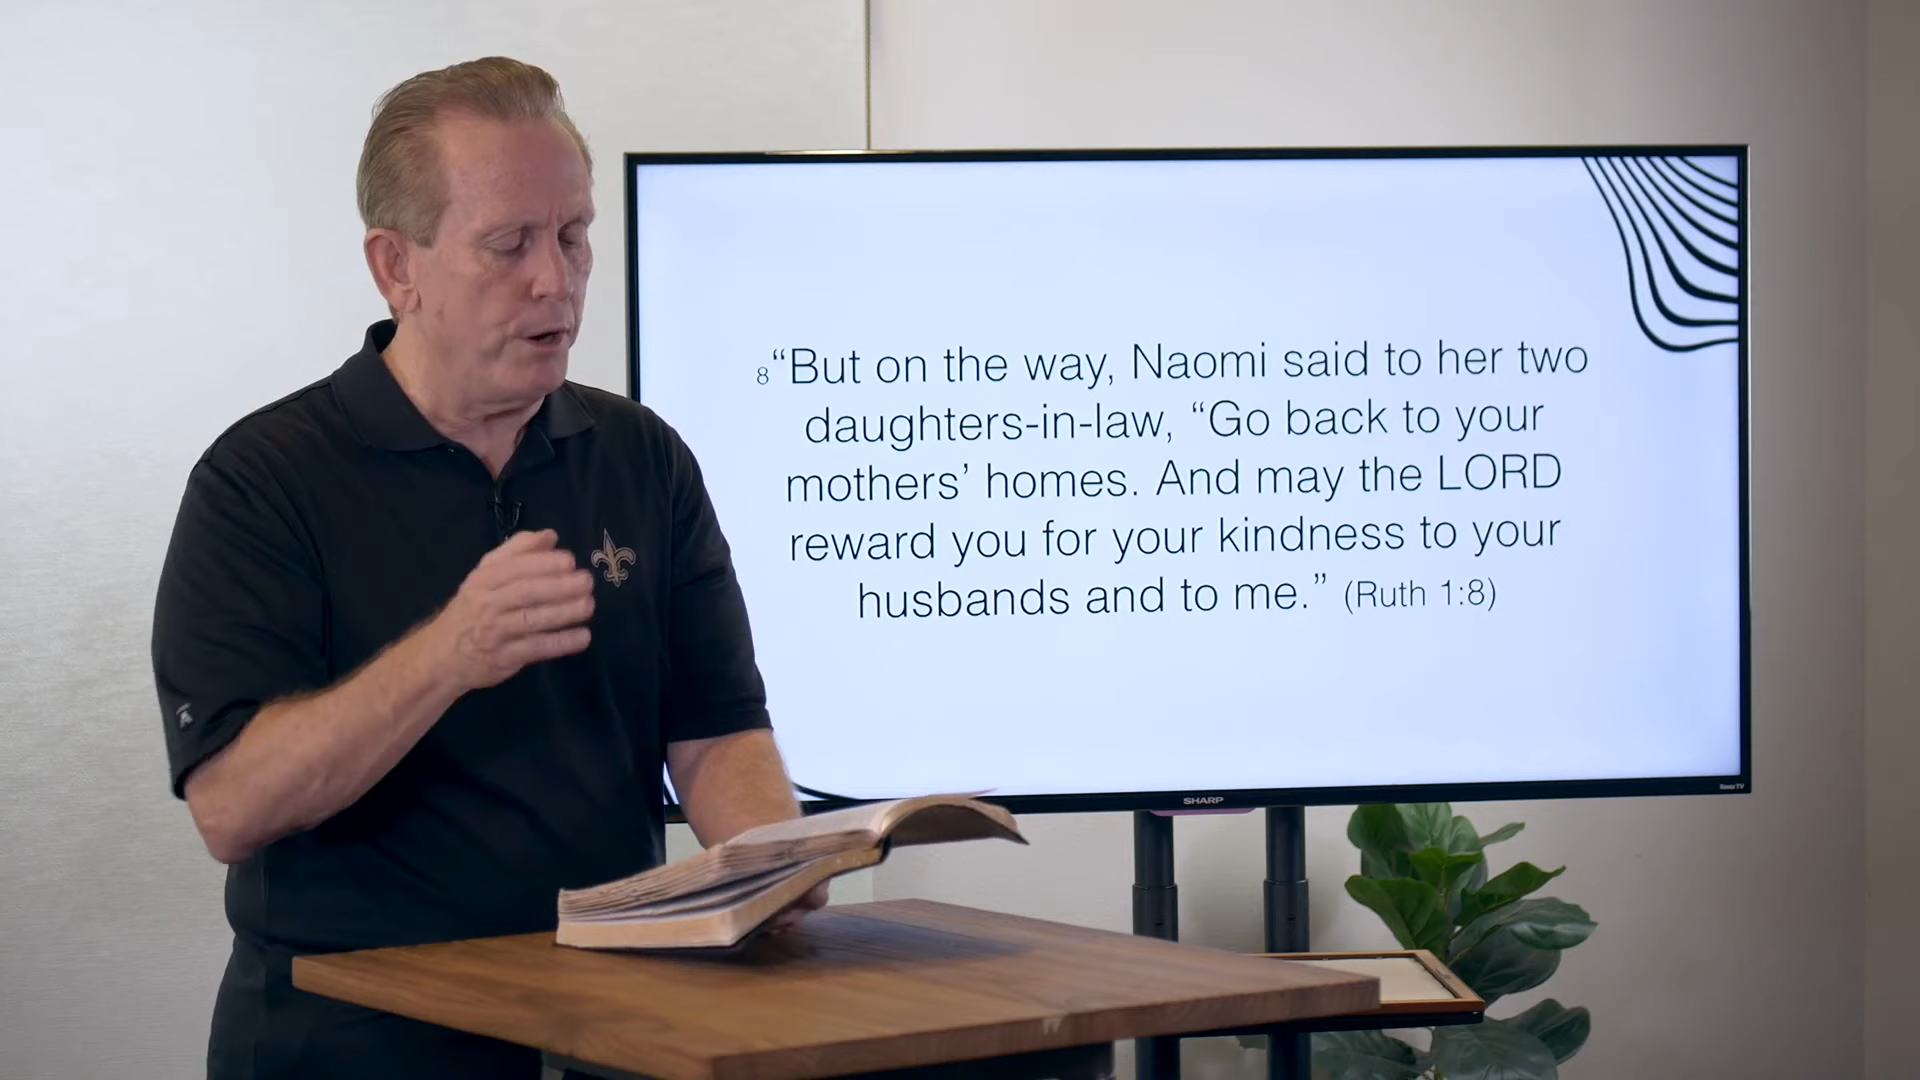 8“But on the way, Naomi said to her two
daughters-in-law, “Go back to your
mothers’ homes. And may the LORD
reward you for your kindness to your
husbands and to me.” (Ruth 1:8)
SHARP
Roku TV